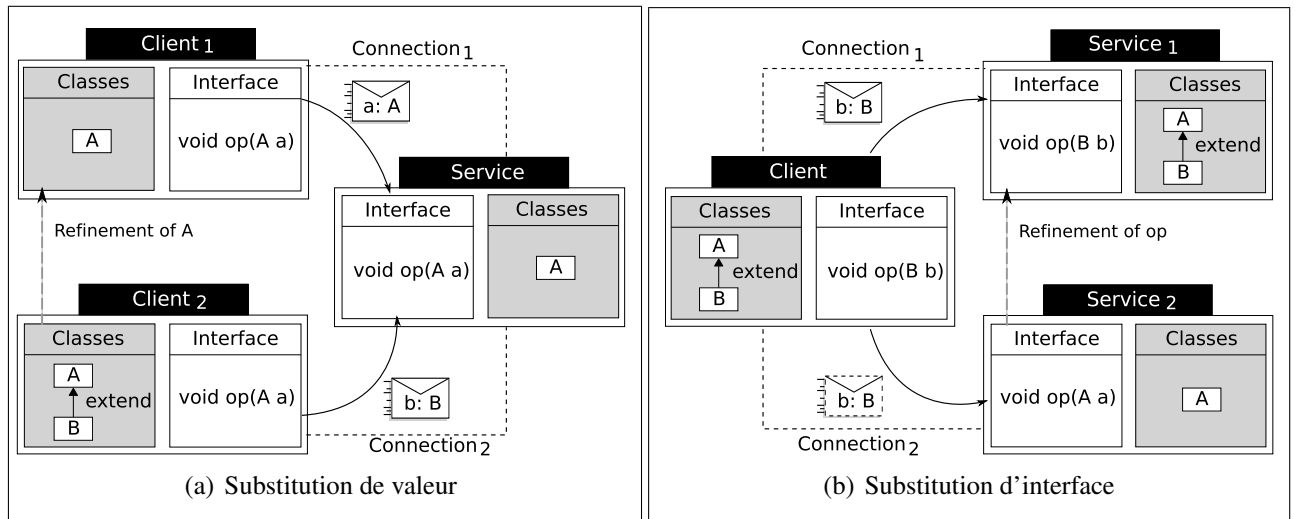 Client 1
Connection 1
Classes
Interface
a: A
A
void op(A a)
Service
Interface
Classes
Refinement of A
void op(A a)
A
Client 2
Classes
Interface
A
extend
void op(A a)
B
b: B
Connection 2
(a) Substitution de valeur
Service 1
Connection 1
Interface
Classes
b: B
A
void op(B b)
extend
B
Client
Classes
Interface
A
extend
void op(B b)
B
Refinement of op
Service 2
Interface
Classes
b: B
void op(A a)
A
Connection 2
(b) Substitution d'interface